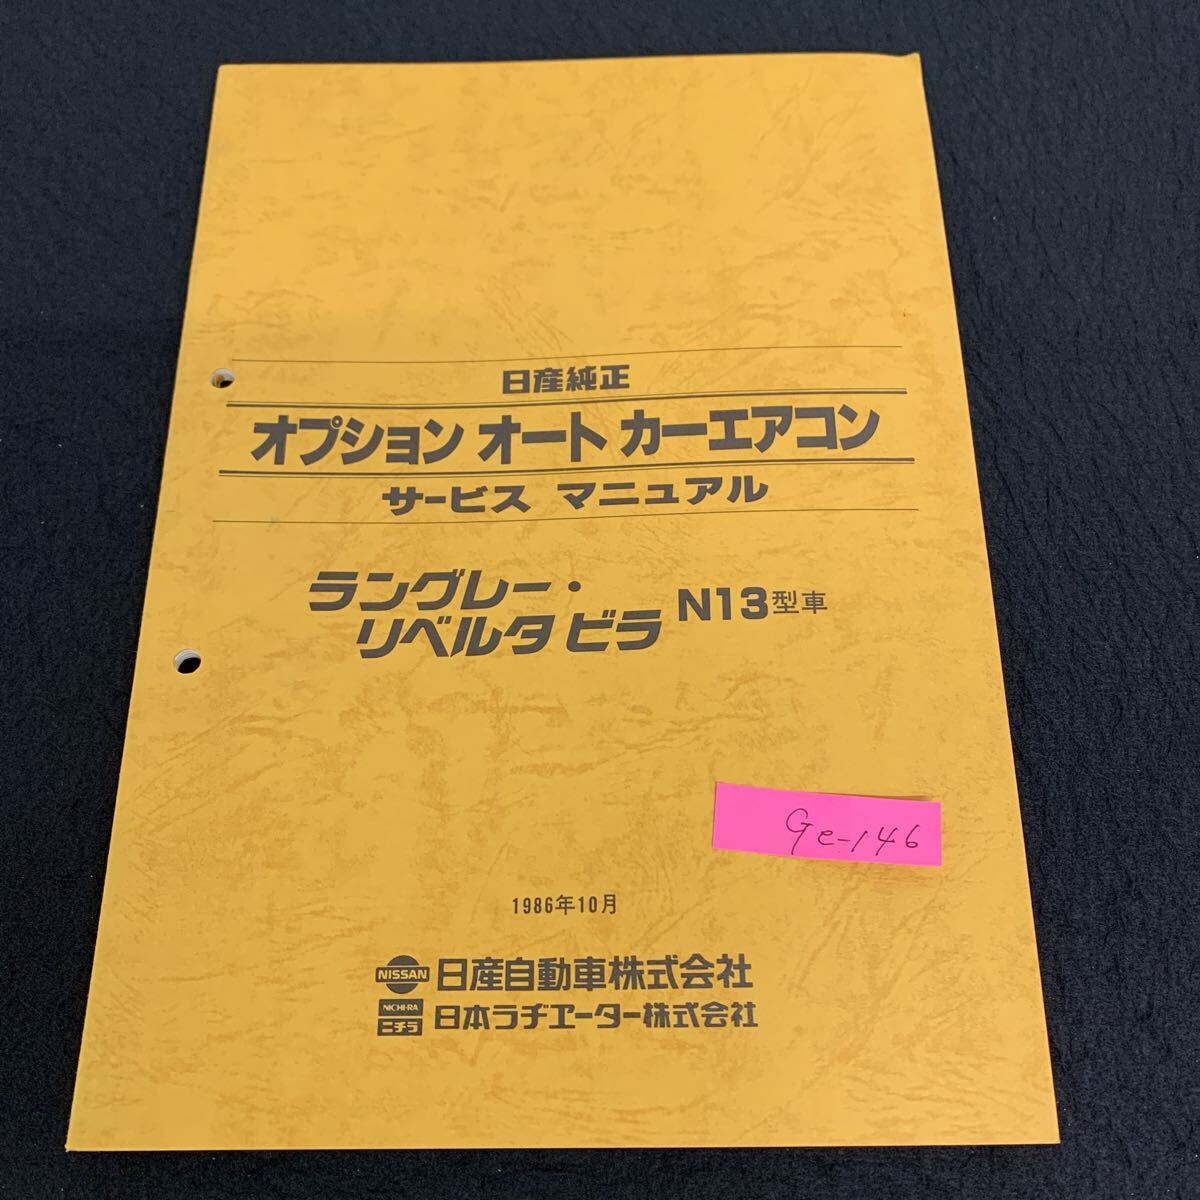 日産純正
オプション オート カーエアコン
サービス マニュアル
ラングレー・
リベルタ ビラ N13型車
Ge-146
1986年10月
NISSAN 日産自動車株式会社
NICHI-RA
ニチラ 日本ラヂエーター株式会社